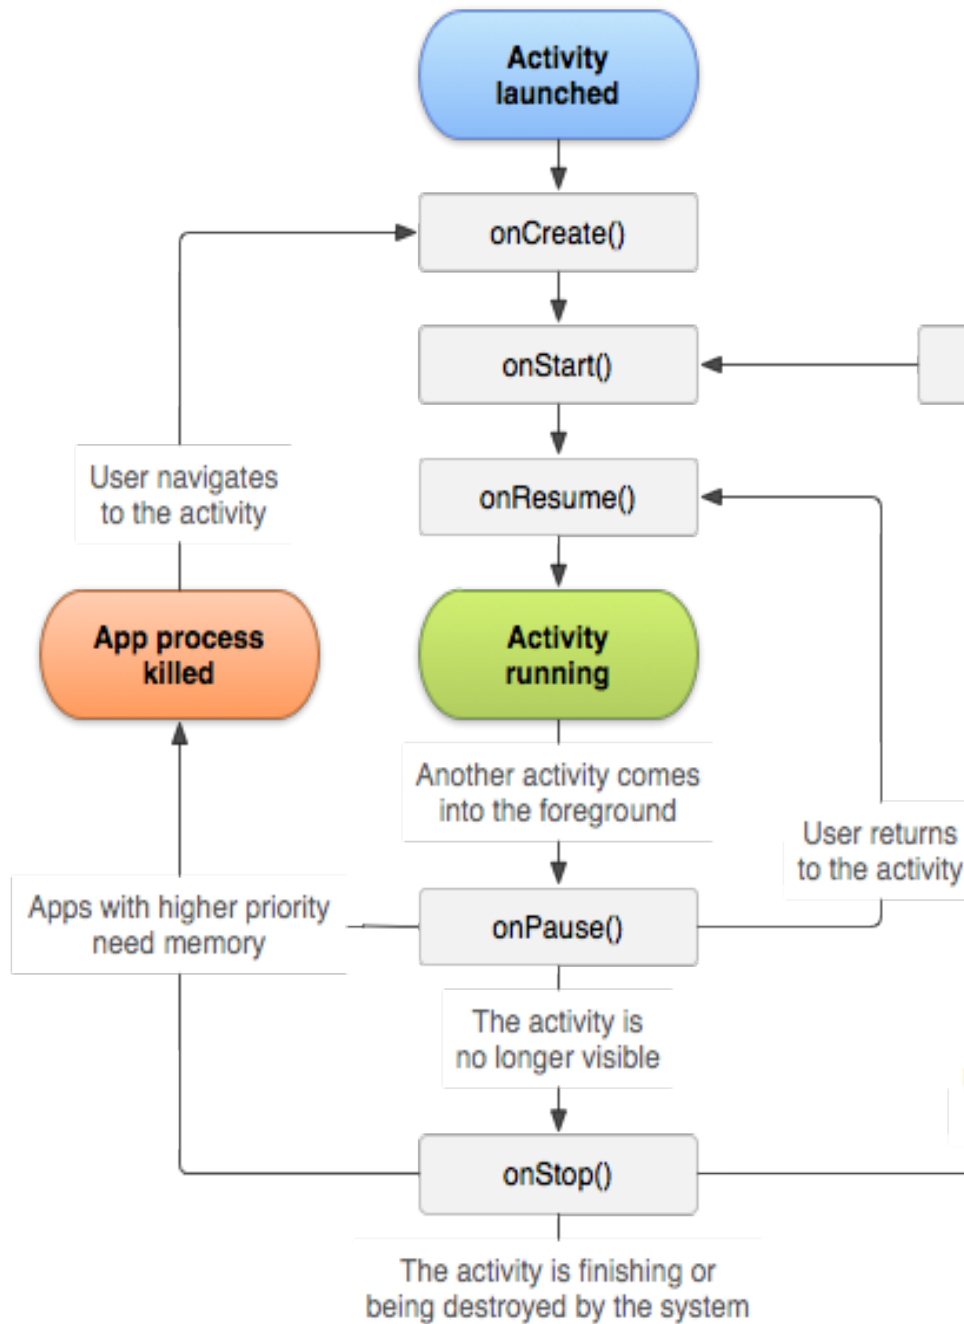 Activity
launched
onCreate()
onStart()
User navigates
to the activity
onResume()
App process
killed
Activity
running
Another activity comes
into the foreground
User returns
to the activity
Apps with higher priority
need memory
onPause()
The activity is
no longer visible
onStop()
The activity is finishing or
being destroyed by the system